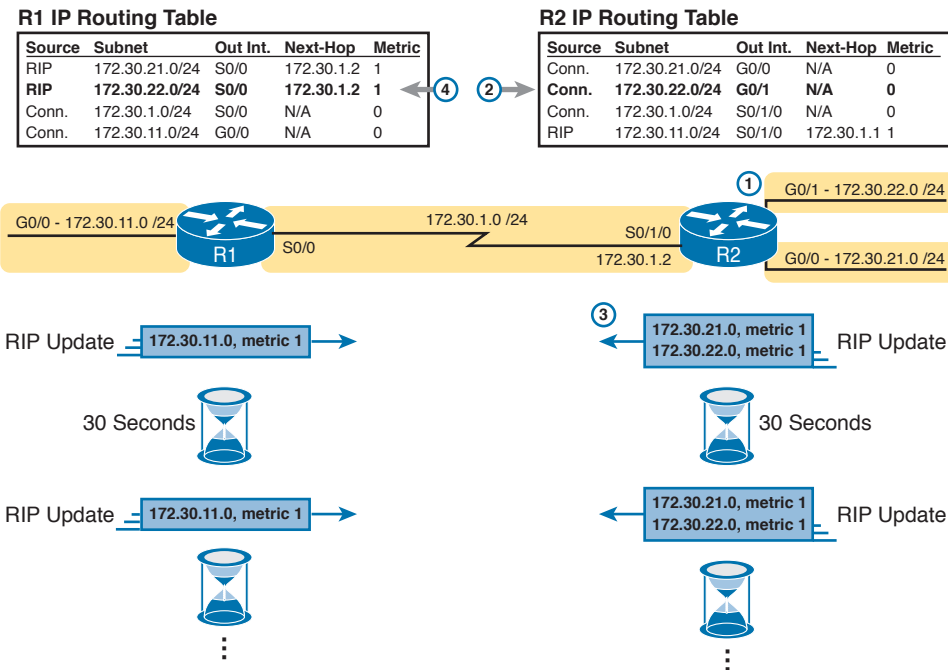 R1 IP Routing Table
Source Subnet Out Int. Next-Hop Metric
RIP 172.30.21.0/24 S0/0 172.30.1.2 1
RIP 172.30.22.0/24 S0/0 172.30.1.2 1
Conn. 172.30.1.0/24 S0/0 N/A 0
Conn. 172.30.11.0/24 G0/0 N/A 0
4
2
R2 IP Routing Table
Source Subnet Out Int. Next-Hop Metric
Conn. 172.30.21.0/24 G0/0 N/A 0
Conn. 172.30.22.0/24 G0/1 N/A 0
Conn. 172.30.1.0/24 S0/1/0 N/A 0
RIP 172.30.11.0/24 S0/1/0 172.30.1.1 1
G0/0 - 172.30.11.0 /24
R1
S0/0
172.30.1.0 /24
S0/1/0
172.30.1.2
1
R2
G0/1 - 172.30.22.0 /24
G0/0 - 172.30.21.0 /24
RIP Update
172.30.11.0, metric 1
3
172.30.21.0, metric 1
172.30.22.0, metric 1
RIP Update
30 Seconds
30 Seconds
RIP Update
172.30.11.0, metric 1
172.30.21.0, metric 1
172.30.22.0, metric 1
RIP Update